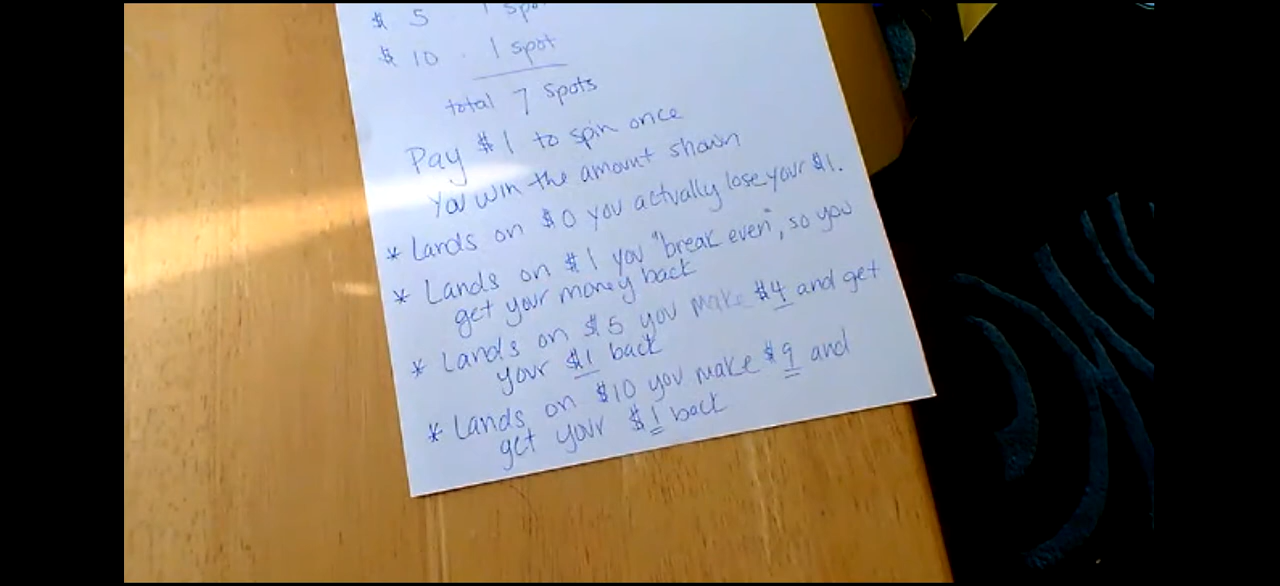 $ 5 1 spot
$ 10 . 1 spot
total 7 spots
Pay $1 to spin once
You win the amount shown
* Lands on $0 you actually lose your $1.
* Lands on $1 you "break even", so you
get your money back
* Lands on $5 you make $4 and get
your $1 back
* Lands on $10 you make $9 and
get your $1 back